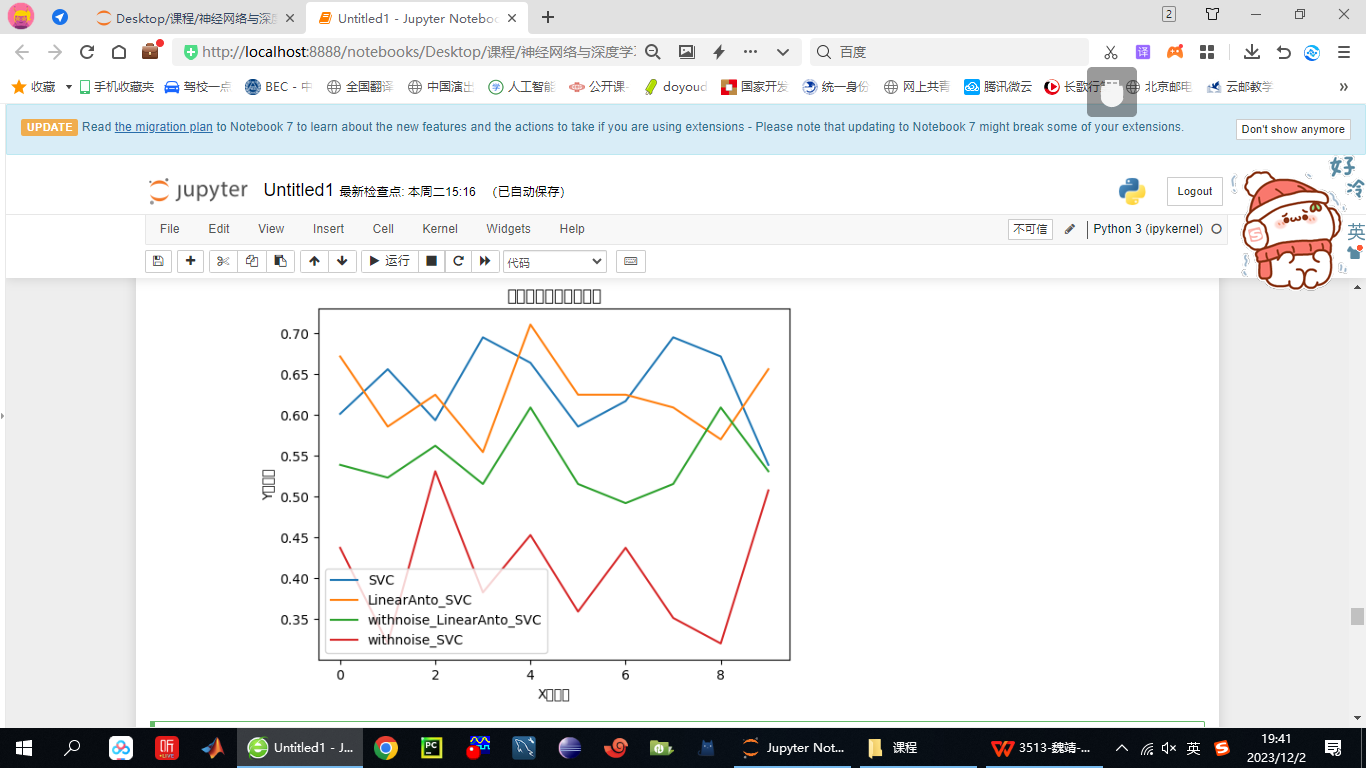 Desktop/课程/神经网络与深度
Untitled1 - Jupyter Notebo
2
http://localhost:8888/notebooks/Desktop/课程/神经网络与深度学习
百度
译
收藏 手机收藏夹 驾校一点 BEC - 中 全国翻译 中国演出 人工智能 公开课 doyoud 国家开发 统一身份 网上共青 腾讯微云 长歌行 北京邮电 云邮教学
UPDATE Read the migration plan to Notebook 7 to learn about the new features and the actions to take if you are using extensions - Please note that updating to Notebook 7 might break some of your extensions.
Don't show anymore
好冷
英
jupyter Untitled1 最新检查点: 本周二15:16 (已自动保存)
Logout
File Edit View Insert Cell Kernel Widgets Help
不可信 Python 3 (ipykernel)
运行 代码
0.70
0.65
0.60
0.55
0.50
0.45
0.40
0.35
Y
SVC
LinearAnto_SVC
withnoise_LinearAnto_SVC
withnoise_SVC
0 2 4 6 8
X
听
LIVE
Untitled1 - J...
PC
Jupyter Not...
课程
3513-魏靖-...
英
19:41
2023/12/2